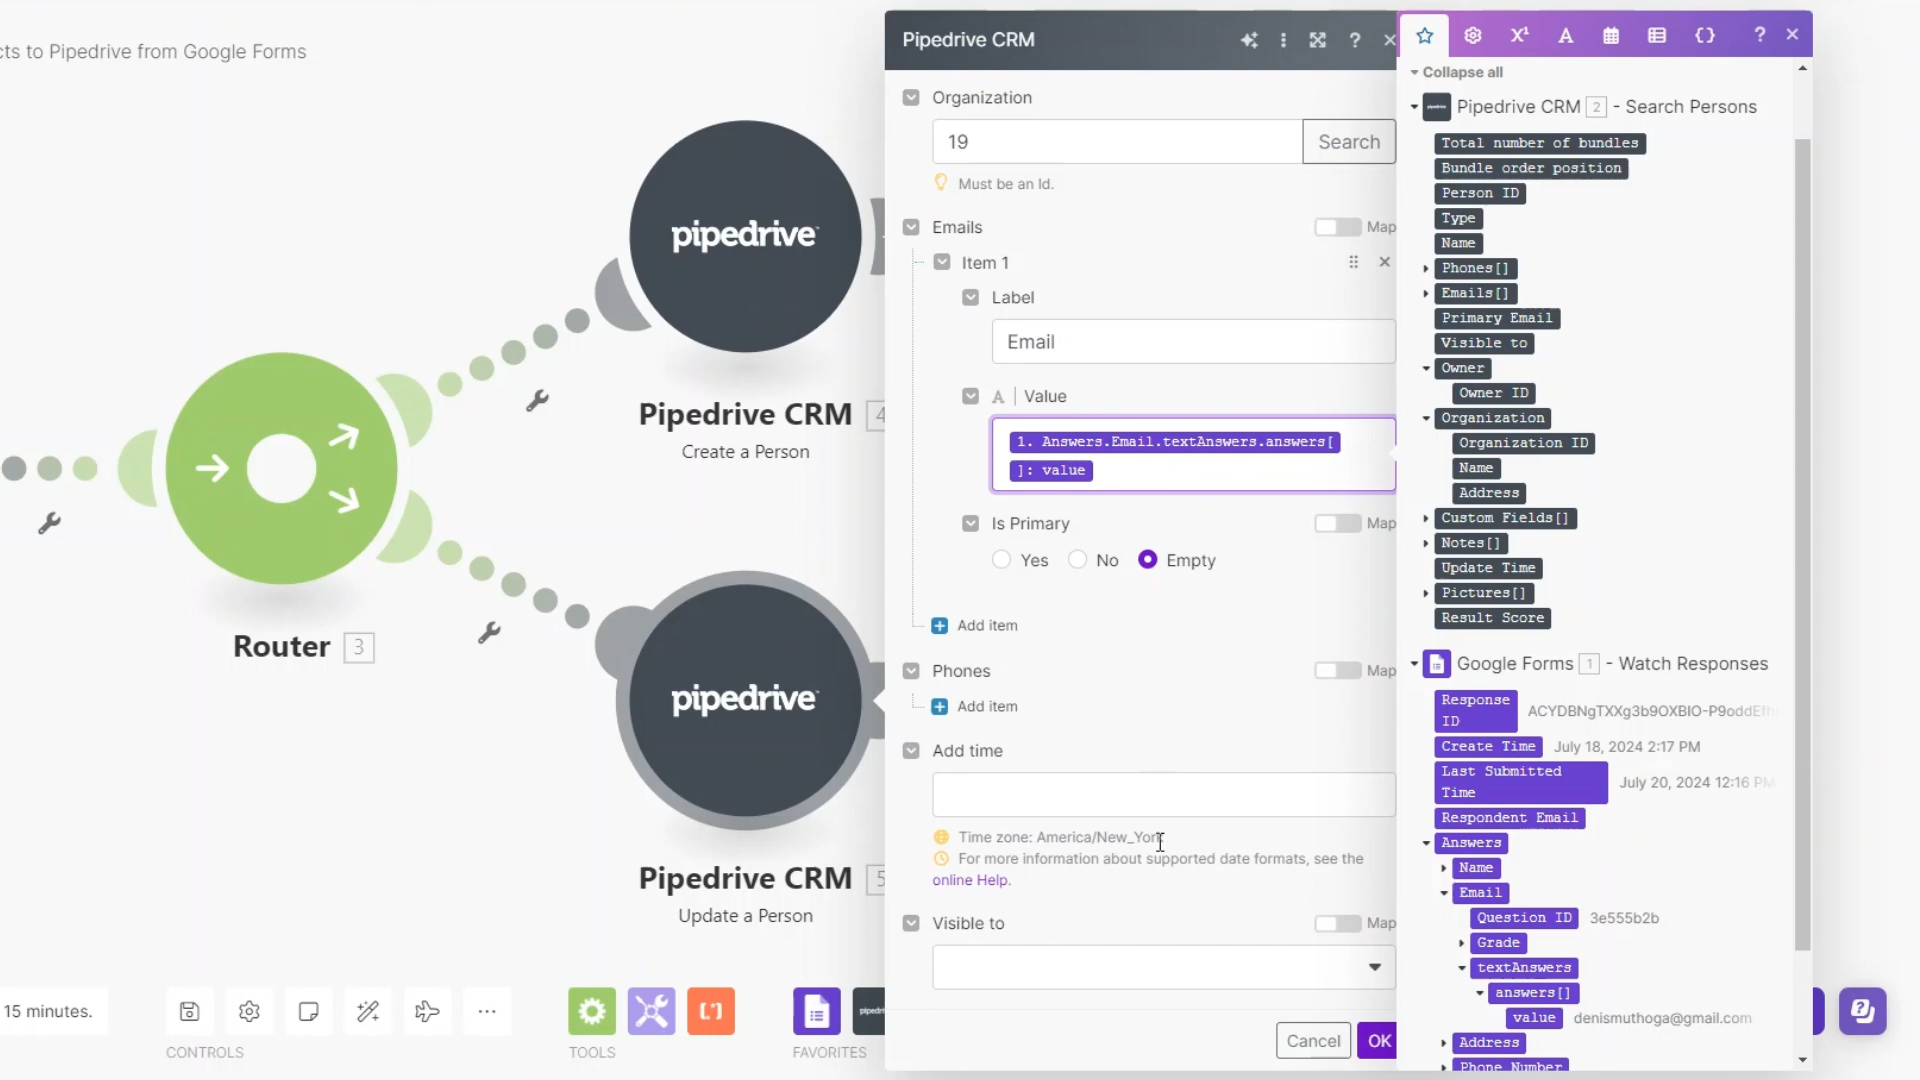 cts to Pipedrive from Google Forms
pipedrive
Pipedrive CRM
4
Create a Person
Router
3
pipedrive
Pipedrive CRM
5
Update a Person
15 minutes.
CONTROLS
TOOLS
FAVORITES
Pipedrive CRM
?
Organization
19
Search
Must be an Id.
Emails
Map
Item 1
Label
Email
A
Value
1. Answers.Email.textAnswers.answers[
]: value
Is Primary
Map
Yes
No
Empty
Add item
Phones
Map
Add item
Add time
Time zone: America/New_York
For more information about supported date formats, see the
online Help.
Visible to
Map
Cancel
OK
Collapse all
Pipedrive CRM 2 - Search Persons
Total number of bundles
Bundle order position
Person ID
Type
Name
Phones[]
Emails[]
Primary Email
Visible to
Owner
Owner ID
Organization
Organization ID
Name
Address
Custom Fields[]
Notes[]
Update Time
Pictures[]
Result Score
Google Forms 1 - Watch Responses
Response
ID
Create Time July 18, 2024 2:17 PM
Last Submitted
Time
July 20, 2024 12:16 PM
Respondent Email
Answers
Name
Email
Question ID 3e555b2b
Grade
textAnswers
answers[]
value denismuthoga@gmail.com
Address
Phone Number